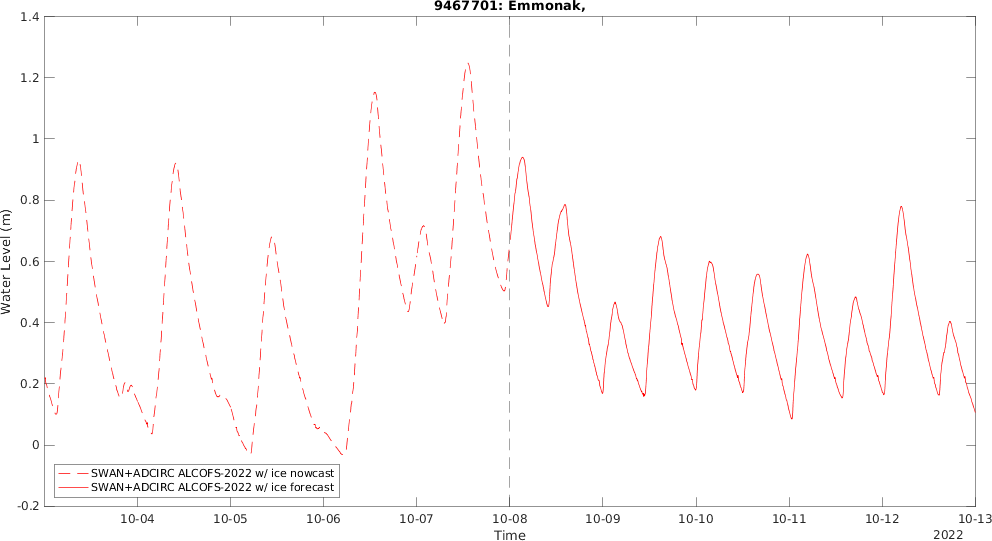 9467701: Emmonak,
1.4
1.2
1
0.8
0.6
0.4
0.2
0
-0.2
Water Level (m)
SWAN+ADCIRC ALCOFS-2022 w/ ice nowcast
SWAN+ADCIRC ALCOFS-2022 w/ ice forecast
10-04 10-05 10-06 10-07 10-08 10-09 10-10 10-11 10-12 10-13
Time
2022